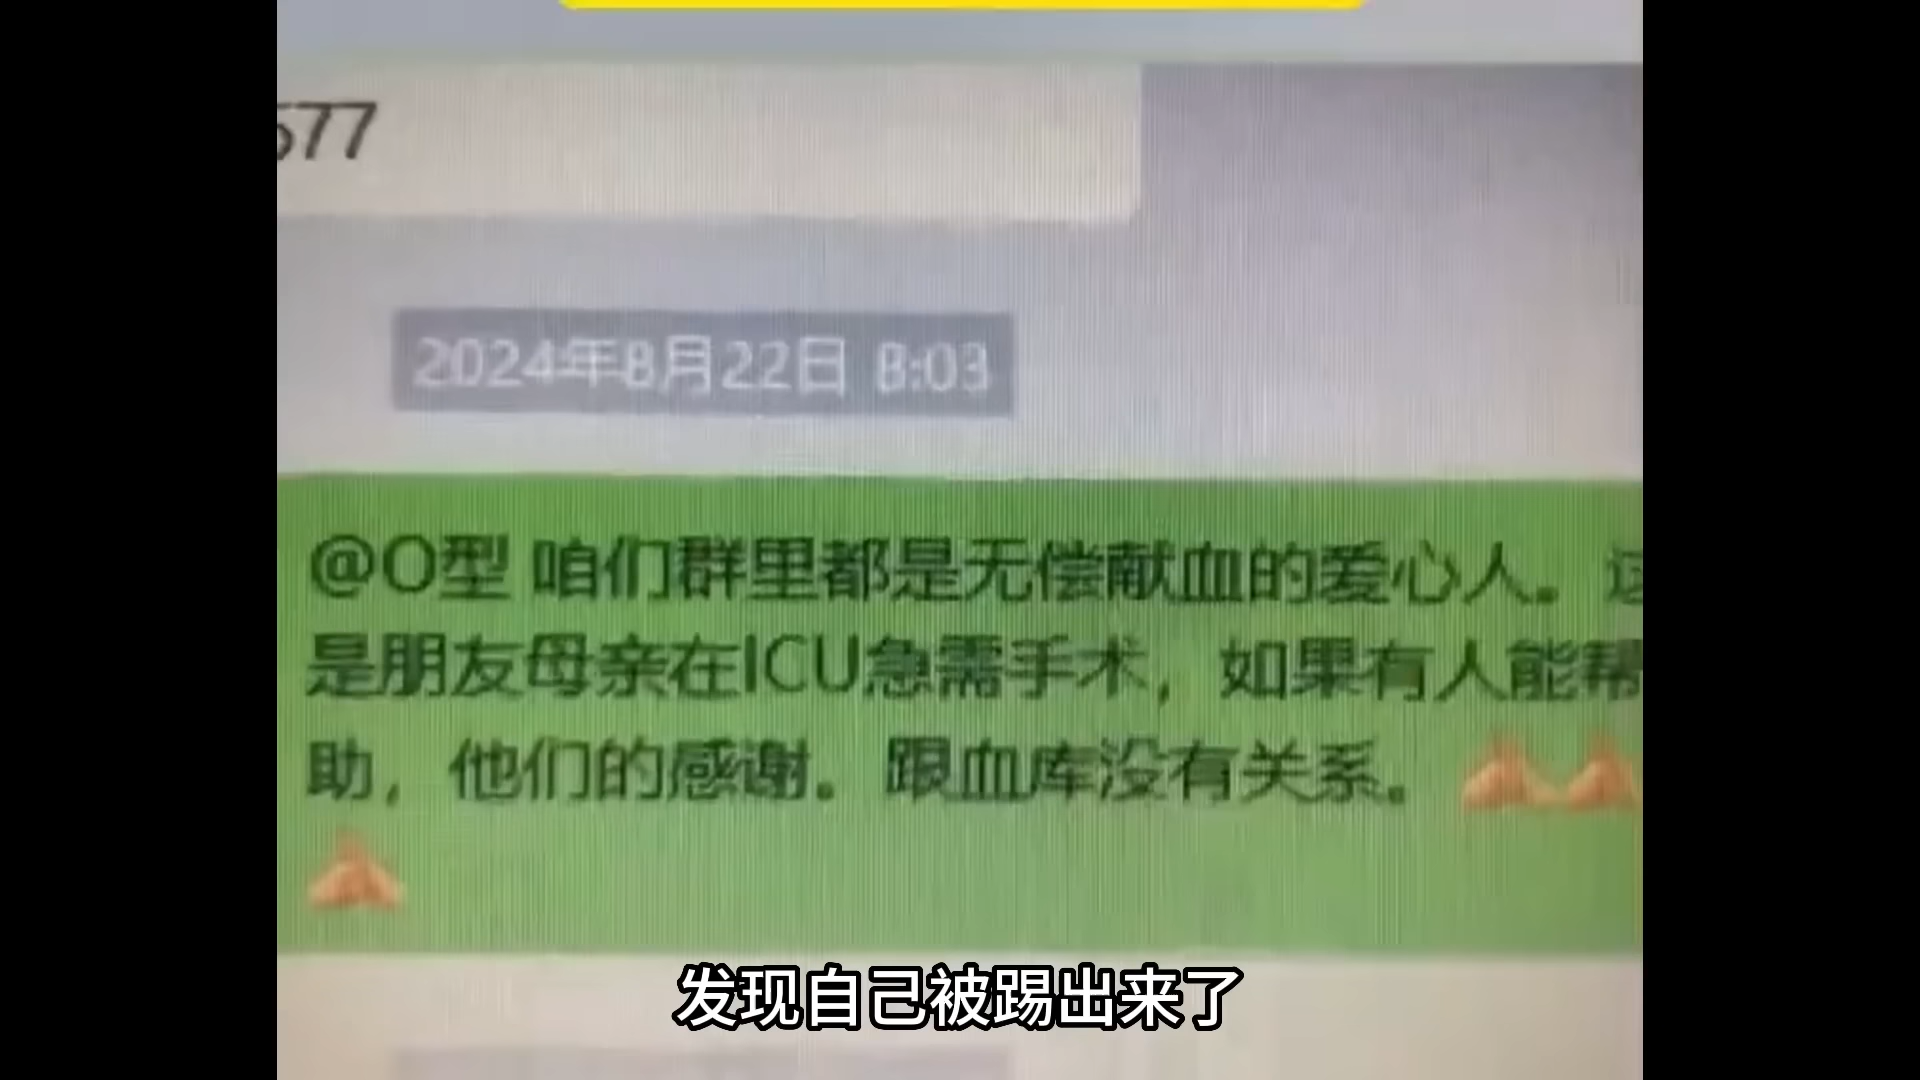 577
2024年8月22日 8:03
@O型 咱们群里都是无偿献血的爱心人。这
是朋友母亲在ICU急需手术，如果有人能帮
助，他们的感谢。跟血库没有关系。
发现自己被踢出来了